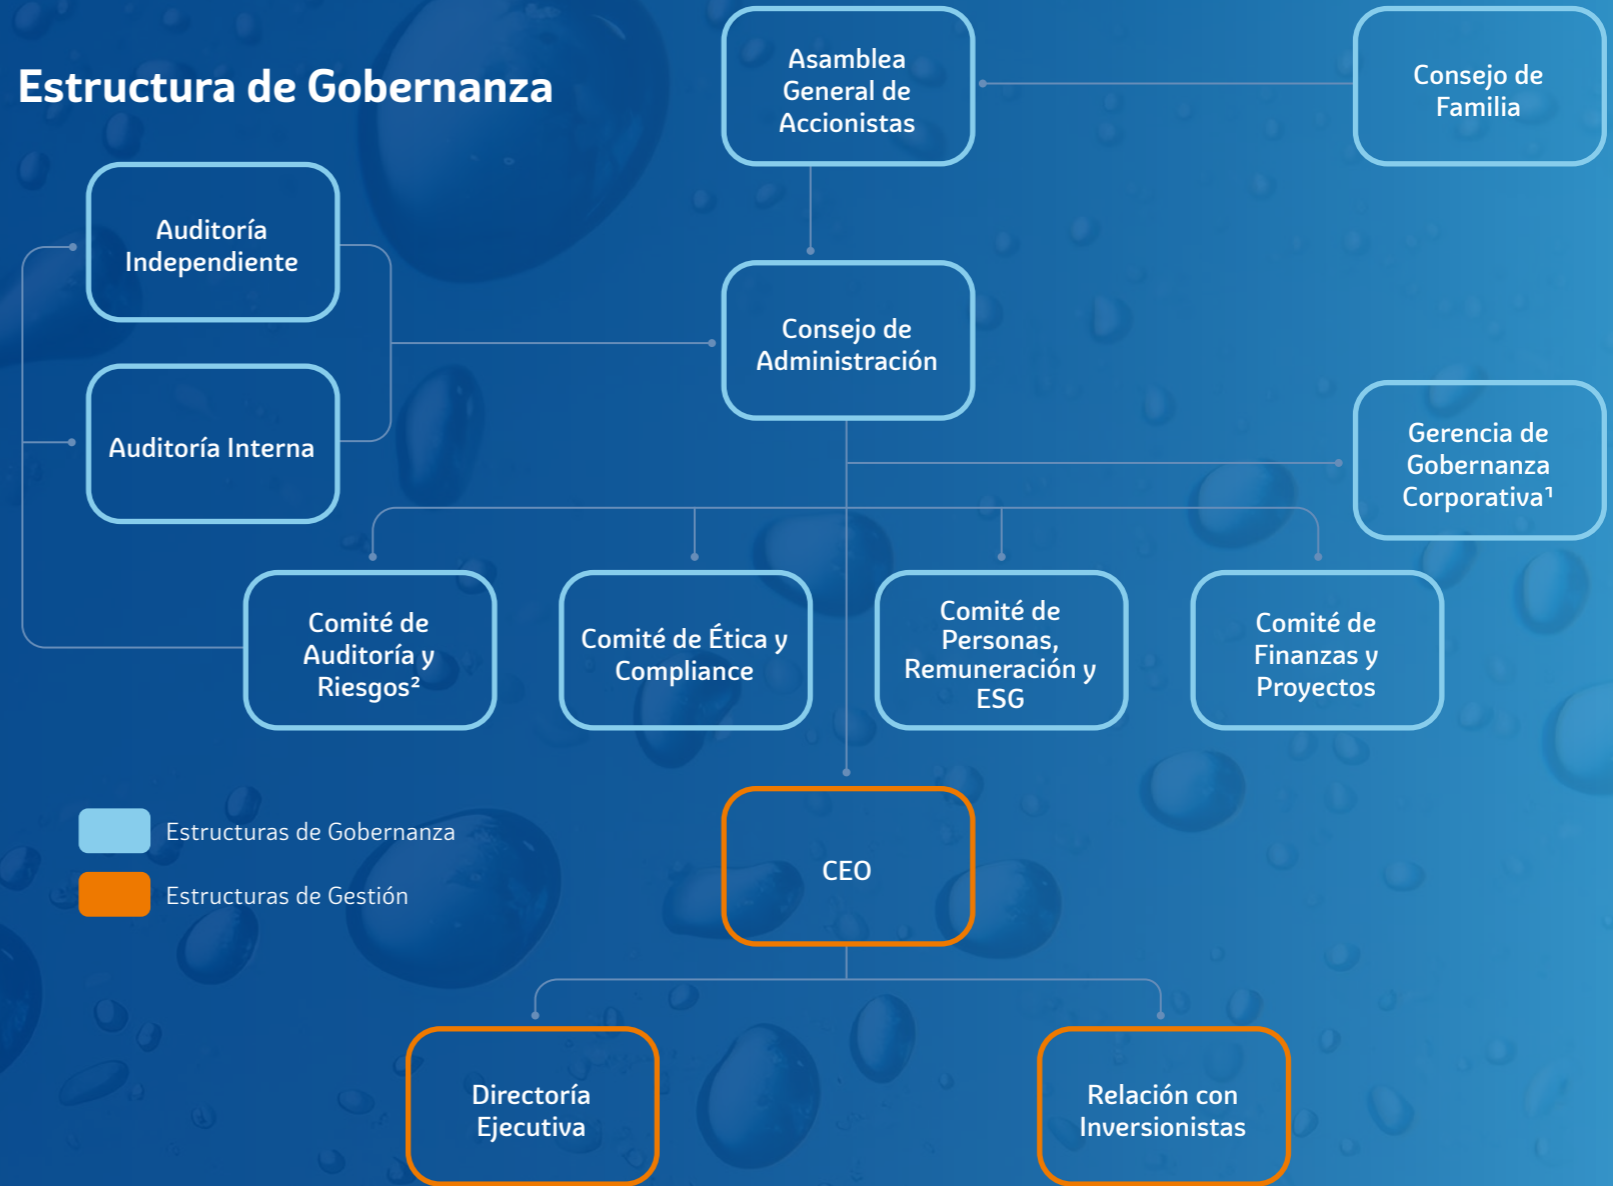 Estructura de Gobernanza
Asamblea
General de
Accionistas
Consejo de
Familia
Auditoría
Independiente
Consejo de
Administración
Auditoría Interna
Gerencia de
Gobernanza
Corporativa¹
Comité de
Auditoría y
Riesgos²
Comité de Ética y
Compliance
Comité de
Personas,
Remuneración y
ESG
Comité de
Finanzas y
Proyectos
Estructuras de Gobernanza
Estructuras de Gestión
CEO
Directoría
Ejecutiva
Relación con
Inversionistas